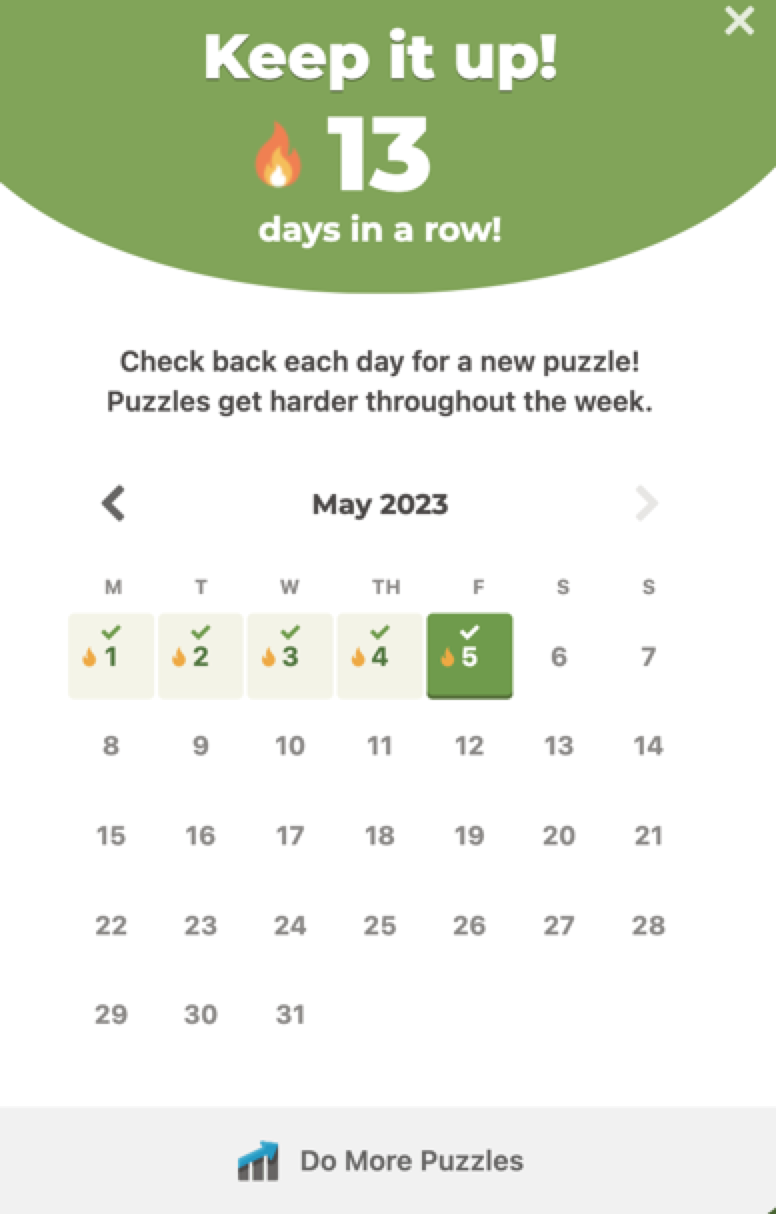 Keep it up!
13
days in a row!
Check back each day for a new puzzle!
Puzzles get harder throughout the week.
May 2023
M T W TH F S S
1 2 3 4 5 6 7
8 9 10 11 12 13 14
15 16 17 18 19 20 21
22 23 24 25 26 27 28
29 30 31
Do More Puzzles